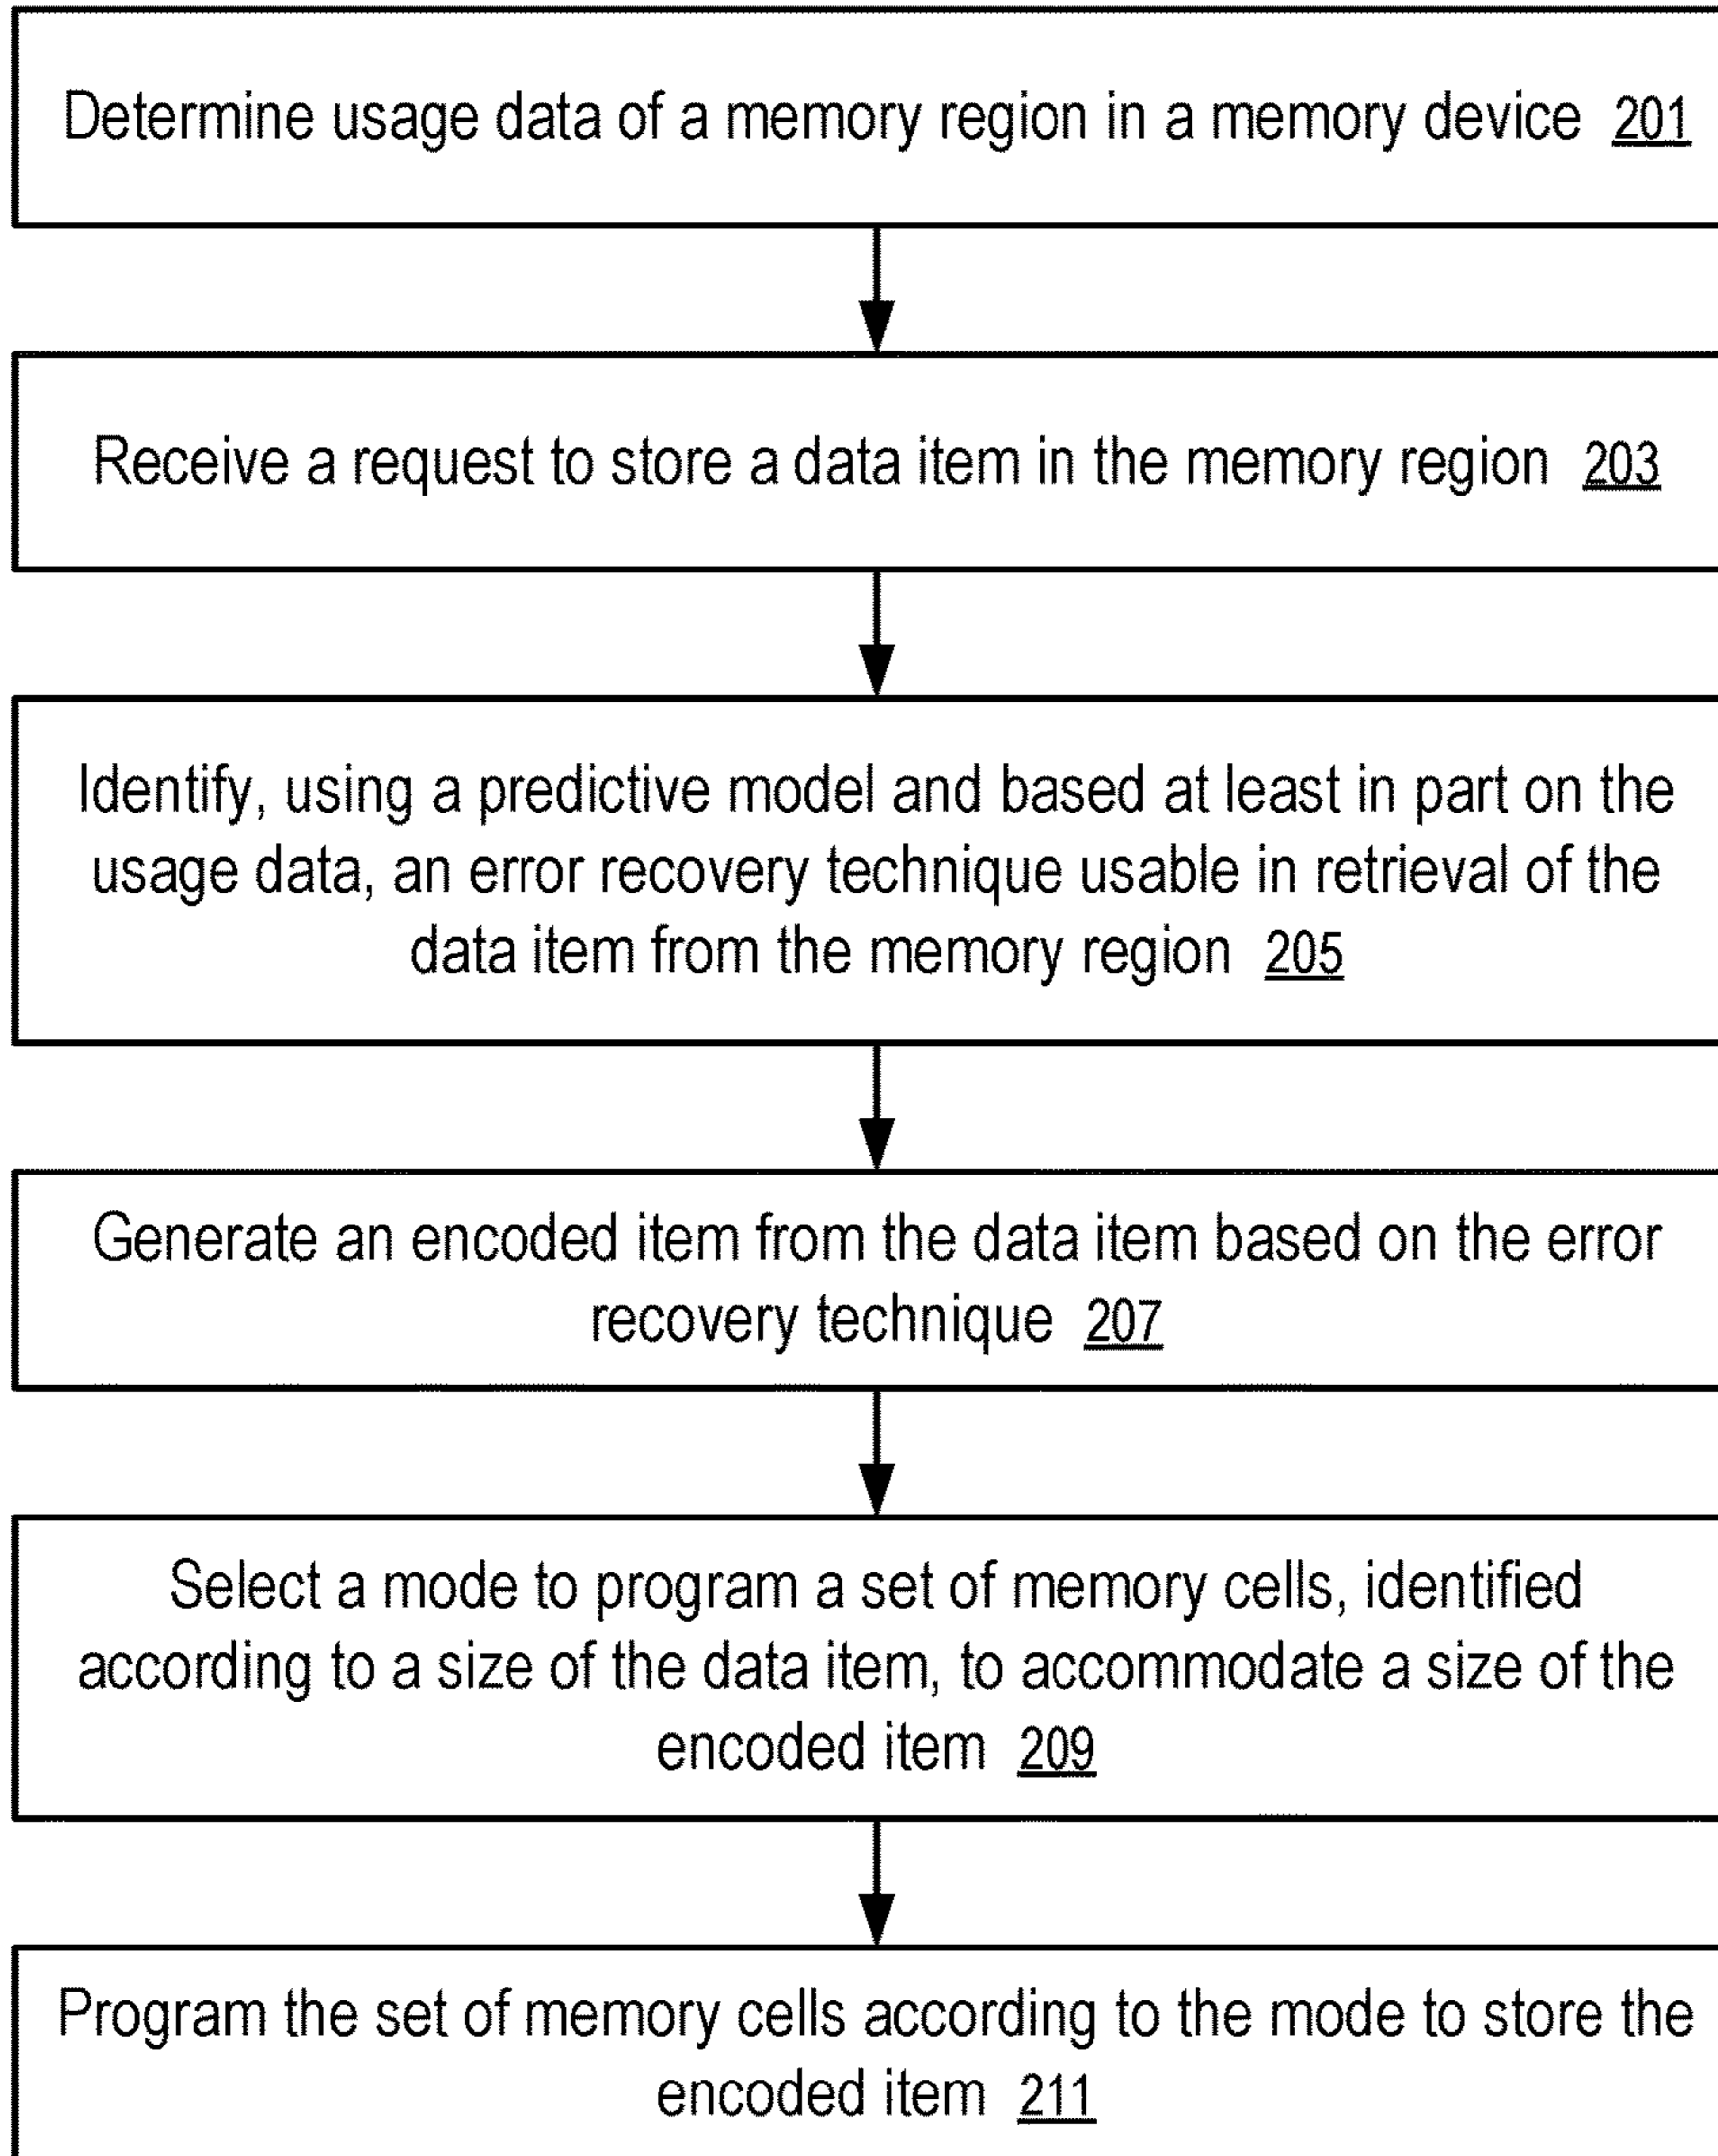 Determine usage data of a memory region in a memory device 201
Receive a request to store a data item in the memory region 203
Identify, using a predictive model and based at least in part on the
usage data, an error recovery technique usable in retrieval of the
data item from the memory region 205
Generate an encoded item from the data item based on the error
recovery technique 207
Select a mode to program a set of memory cells, identified
according to a size of the data item, to accommodate a size of the
encoded item 209
Program the set of memory cells according to the mode to store the
encoded item 211